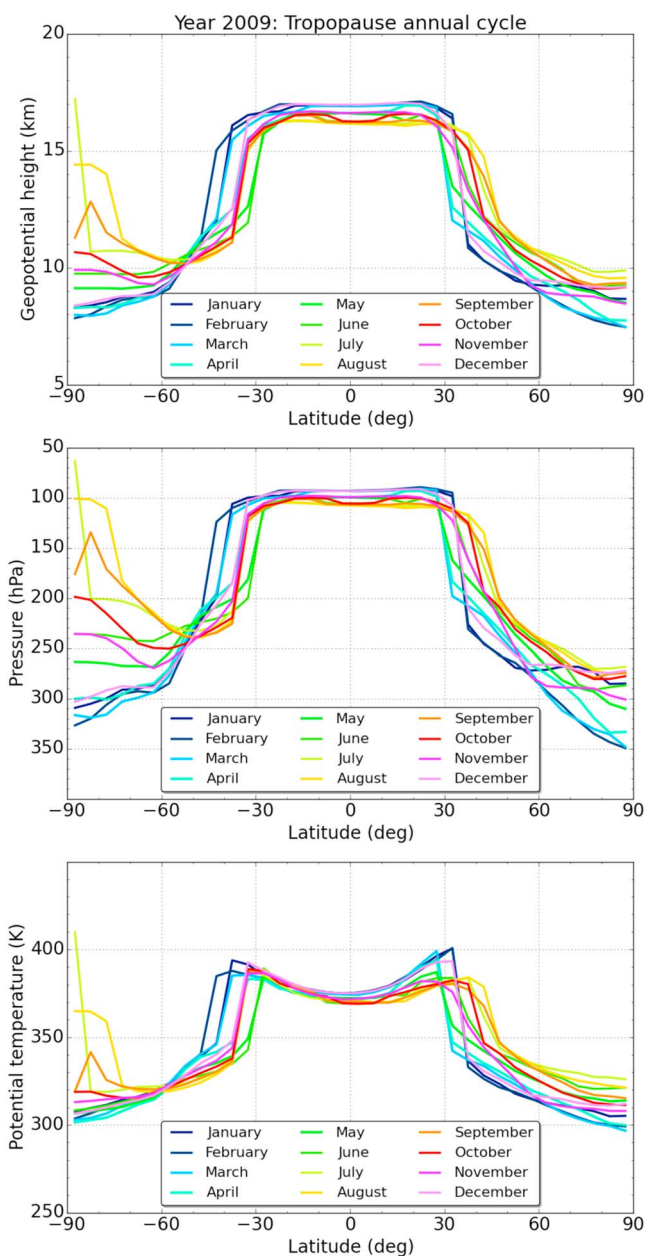 Year 2009: Tropopause annual cycle
20
15
10
5
Geopotential height (km)
January May September
February June October
March July November
April August December
−90 −60 −30 0 30 60 90
Latitude (deg)
50
100
150
200
250
300
350
Pressure (hPa)
January May September
February June October
March July November
April August December
−90 −60 −30 0 30 60 90
Latitude (deg)
400
350
300
250
Potential temperature (K)
January May September
February June October
March July November
April August December
−90 −60 −30 0 30 60 90
Latitude (deg)